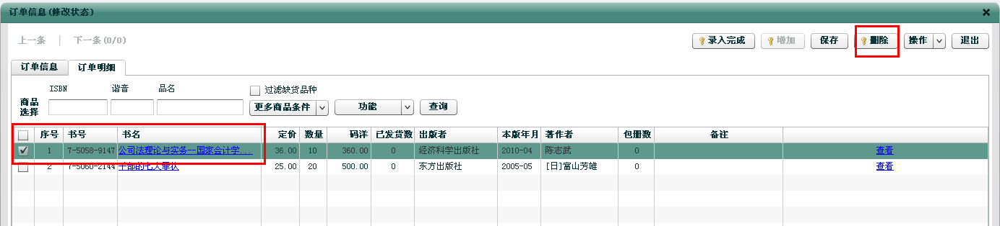 订单信息(修改状态)
上一条 下一条(0/0) 录入完成 增加 保存 删除 操作 退出
订单信息 订单明细
ISBN 谐音 品名 过滤缺货品种
商品选择 更多商品条件 功能 查询
序号 书号 书名 定价 数量 码洋 已发货数 出版者 本版年月 著作者 包册数 备注
1 7-5058-9147 公司法理论与实务--国家会计学... 36.00 10 360.00 0 经济科学出版社 2010-04 陈志武 0 查看
2 7-5060-2144 干部的七大罪状 25.00 20 500.00 0 东方出版社 2005-05 [日]富山芳雄 0 查看